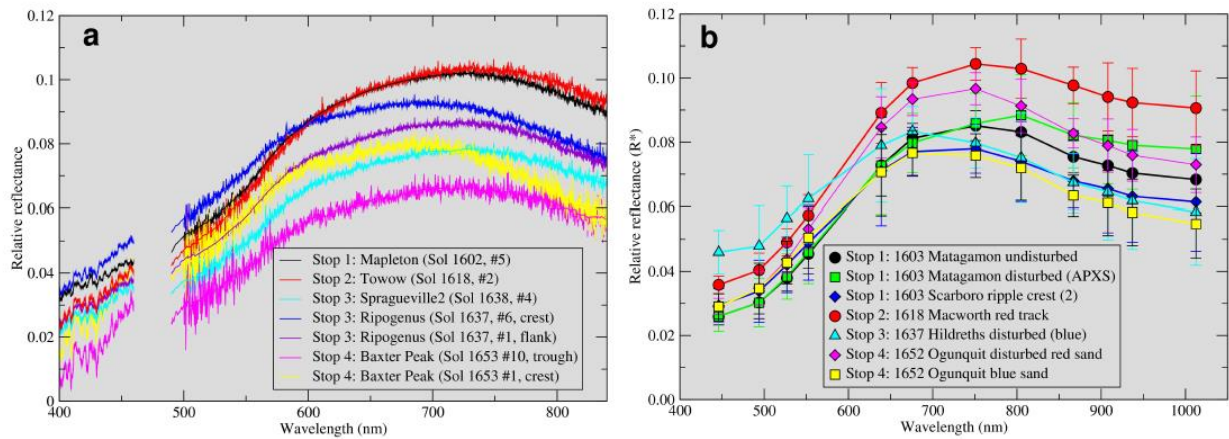 a
0.12
0.1
0.08
0.06
0.04
0.02
0
Relative reflectance
400
500
600
700
800
Wavelength (nm)
Stop 1: Mapleton (Sol 1602, #5)
Stop 2: Towow (Sol 1618, #2)
Stop 3: Spragueville2 (Sol 1638, #4)
Stop 3: Ripogenus (Sol 1637, #6, crest)
Stop 3: Ripogenus (Sol 1637, #1, flank)
Stop 4: Baxter Peak (Sol 1653 #10, trough)
Stop 4: Baxter Peak (Sol 1653 #1, crest)
b
0.12
0.10
0.08
0.06
0.04
0.02
0.00
Relative reflectance (R*)
400
500
600
700
800
900
1000
Wavelength (nm)
Stop 1: 1603 Matagamon undisturbed
Stop 1: 1603 Matagamon disturbed (APXS)
Stop 1: 1603 Scarboro ripple crest (2)
Stop 2: 1618 Macworth red track
Stop 3: 1637 Hildreths disturbed (blue)
Stop 4: 1652 Ogunquit disturbed red sand
Stop 4: 1652 Ogunquit blue sand